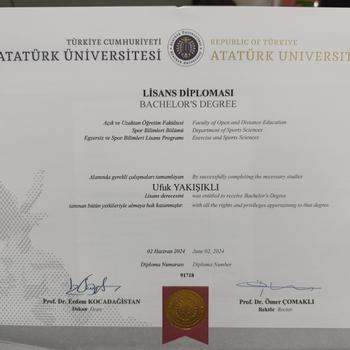 TÜRKİYE CUMHURİYETİ
ATATÜRK ÜNİVERSİTESİ
REPUBLIC OF TÜRKİYE
ATATÜRK UNIVERSIT
LİSANS DİPLOMASI
BACHELOR'S DEGREE
Açık ve Uzaktan Öğretim Fakültesi Faculty of Open and Distance Education
Spor Bilimleri Bölümü Department of Sports Sciences
Egzersiz ve Spor Bilimleri Lisans Programı Exercise and Sports Sciences
Alanında gerekli çalışmaları tamamlayan By successfully completing the necessary studies
Ufuk YAKIŞIKLI
Lisans derecesini was entitled to receive Bachelor's Degree
tanınan bütün yetkileriyle almaya hak kazanmıştır. with all the rights and privileges appertaining to that degree.
02 Haziran 2024 June 02, 2024
Diploma Numarası Diploma Number
91718
Prof. Dr. Erdem KOCADAĞISTAN
Dekan Dean
Prof. Dr. Ömer ÇOMAKLI
Rektör Rector